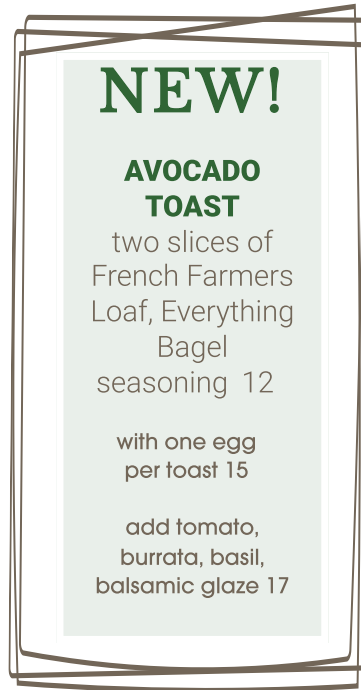 NEW!
AVOCADO
TOAST
two slices of
French Farmers
Loaf, Everything
Bagel
seasoning 12
with one egg
per toast 15
add tomato,
burrata, basil,
balsamic glaze 17